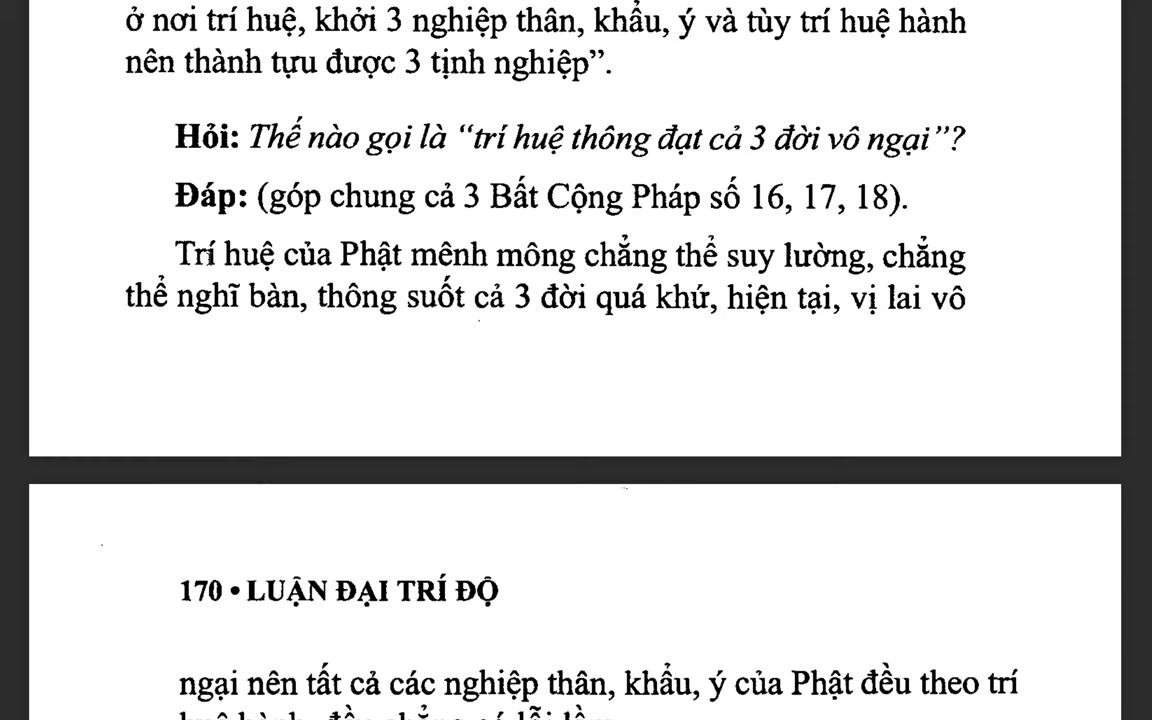 ở nơi trí huệ, khởi 3 nghiệp thân, khẩu, ý và tùy trí huệ hành
nên thành tựu được 3 tịnh nghiệp”.
Hỏi: Thế nào gọi là “trí huệ thông đạt cả 3 đời vô ngại”?
Đáp: (góp chung cả 3 Bất Cộng Pháp số 16, 17, 18).
Trí huệ của Phật mênh mông chẳng thể suy lường, chẳng
thể nghĩ bàn, thông suốt cả 3 đời quá khứ, hiện tại, vị lai vô
170 • LUẬN ĐẠI TRÍ ĐỘ
ngại nên tất cả các nghiệp thân, khẩu, ý của Phật đều theo trí